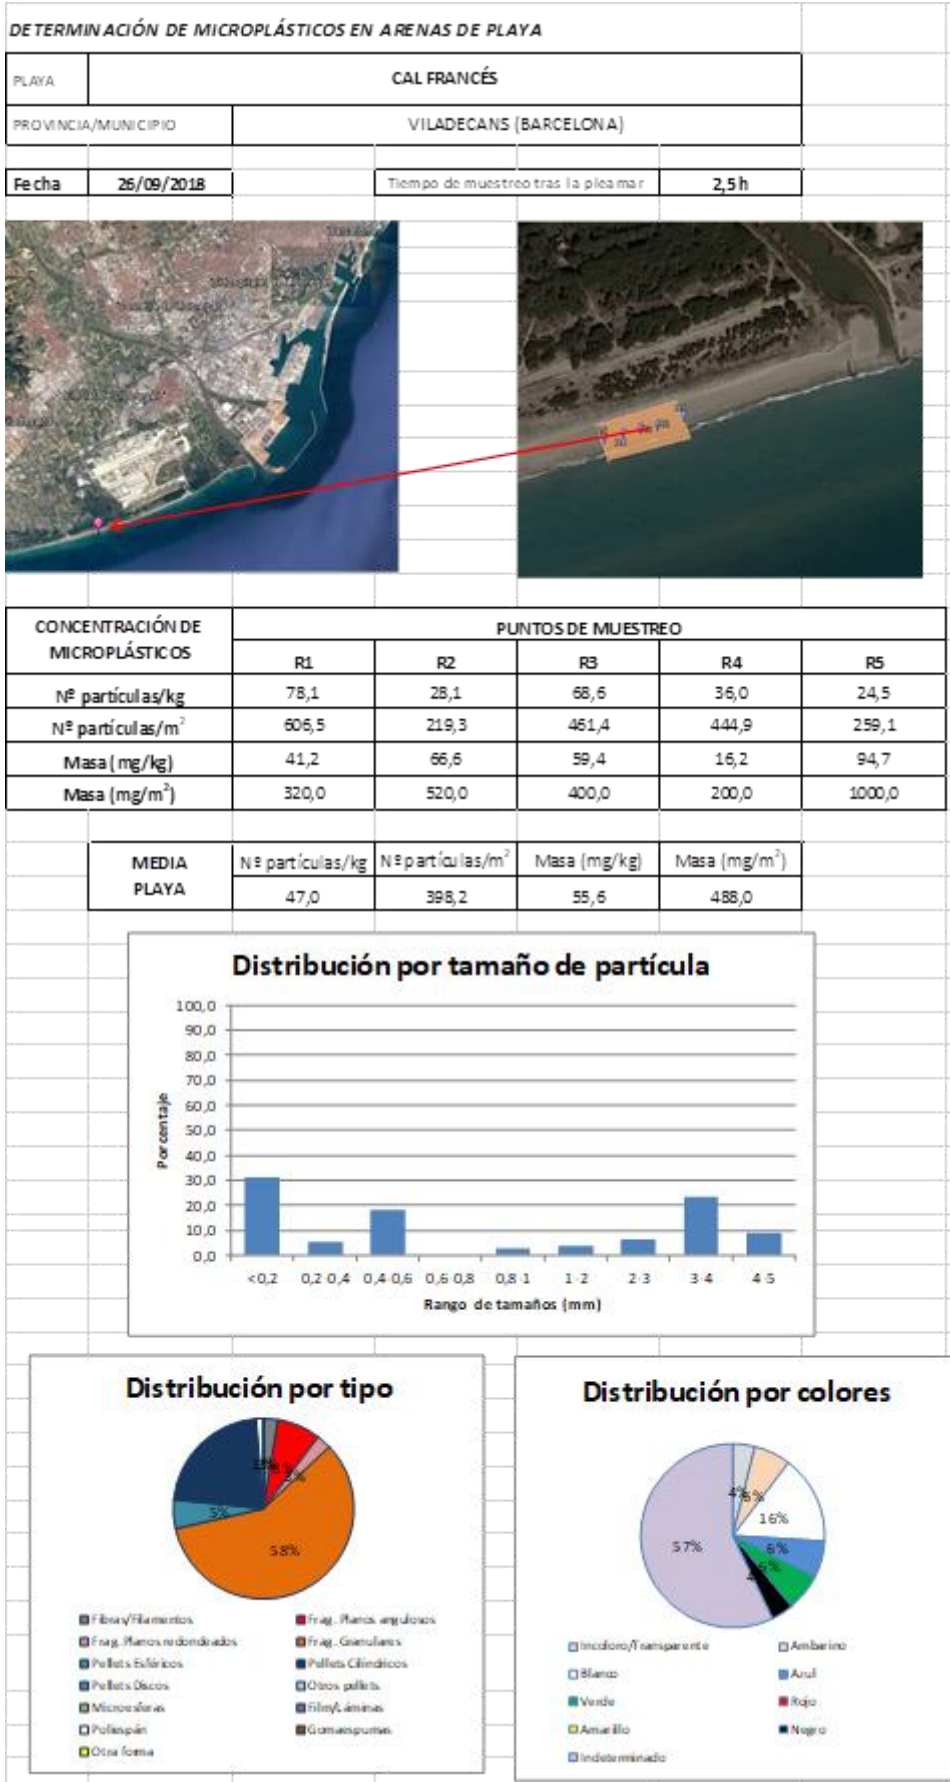 DETERMINACIÓN DE MICROPLÁSTICOS EN ARENAS DE PLAYA
PLAYA CAL FRANCÉS
PROVINCIA/MUNICIPIO VILADECANS (BARCELONA)
Fecha 26/09/2018 Tiempo de muestreo tras la pleamar 2,5 h
CONCENTRACIÓN DE MICROPLÁSTICOS PUNTOS DE MUESTREO
R1 R2 R3 R4 R5
Nº partículas/kg 78,1 28,1 68,6 36,0 24,5
Nº partículas/m² 606,5 219,3 461,4 444,9 259,1
Masa (mg/kg) 41,2 66,6 59,4 16,2 94,7
Masa (mg/m²) 320,0 520,0 400,0 200,0 1000,0
MEDIA PLAYA Nº partículas/kg Nº partículas/m² Masa (mg/kg) Masa (mg/m²)
47,0 398,2 55,6 488,0
Distribución por tamaño de partícula
Porcentaje
100,0
90,0
80,0
70,0
60,0
50,0
40,0
30,0
20,0
10,0
0,0
<0,2 0,2-0,4 0,4-0,6 0,6-0,8 0,8-1 1-2 2-3 3-4 4-5
Rango de tamaños (mm)
Distribución por tipo
5%
58%
Fibras/Filamentos Frag. Planos angulosos
Frag. Planos redondeados Frag. Granulares
Pellets Esféricos Pellets Cilíndricos
Pellets Discos Otros pellets
Microesferas Film/Láminas
Poliespán Gomaespumas
Otra forma
Distribución por colores
4% 6%
16%
57% 6%
6%
Incoloro/Transparente Ambarino
Blanco Azul
Verde Rojo
Amarillo Negro
Indeterminado